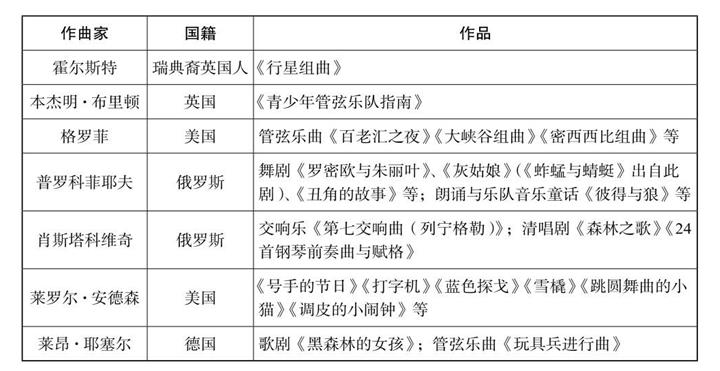 作曲家 国籍 作品
霍尔斯特 瑞典裔英国人 《行星组曲》
本杰明·布里顿 英国 《青少年管弦乐队指南》
格罗菲 美国 管弦乐曲《百老汇之夜》《大峡谷组曲》《密西西比组曲》等
普罗科菲耶夫 俄罗斯 舞剧《罗密欧与朱丽叶》、《灰姑娘》(《蚱蜢与蜻蜓》出自此
剧)、《丑角的故事》等；朗诵与乐队音乐童话《彼得与狼》等
肖斯塔科维奇 俄罗斯 交响乐《第七交响曲（列宁格勒）》；清唱剧《森林之歌》《24
首钢琴前奏曲与赋格》
莱罗尔·安德森 美国 《号手的节日》《打字机》《蓝色探戈》《雪橇》《跳圆舞曲的小
猫》《调皮的小闹钟》等
莱昂·耶塞尔 德国 歌剧《黑森林的女孩》；管弦乐曲《玩具兵进行曲》